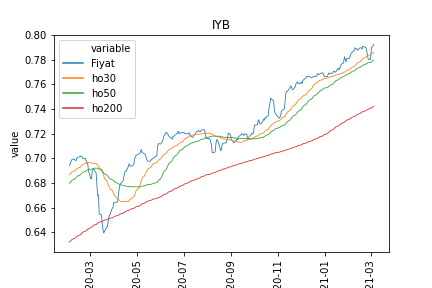 IYB
value
0.80
0.78
0.76
0.74
0.72
0.70
0.68
0.66
0.64
variable
Fiyat
ho30
ho50
ho200
20-03
20-05
20-07
20-09
20-11
21-01
21-03